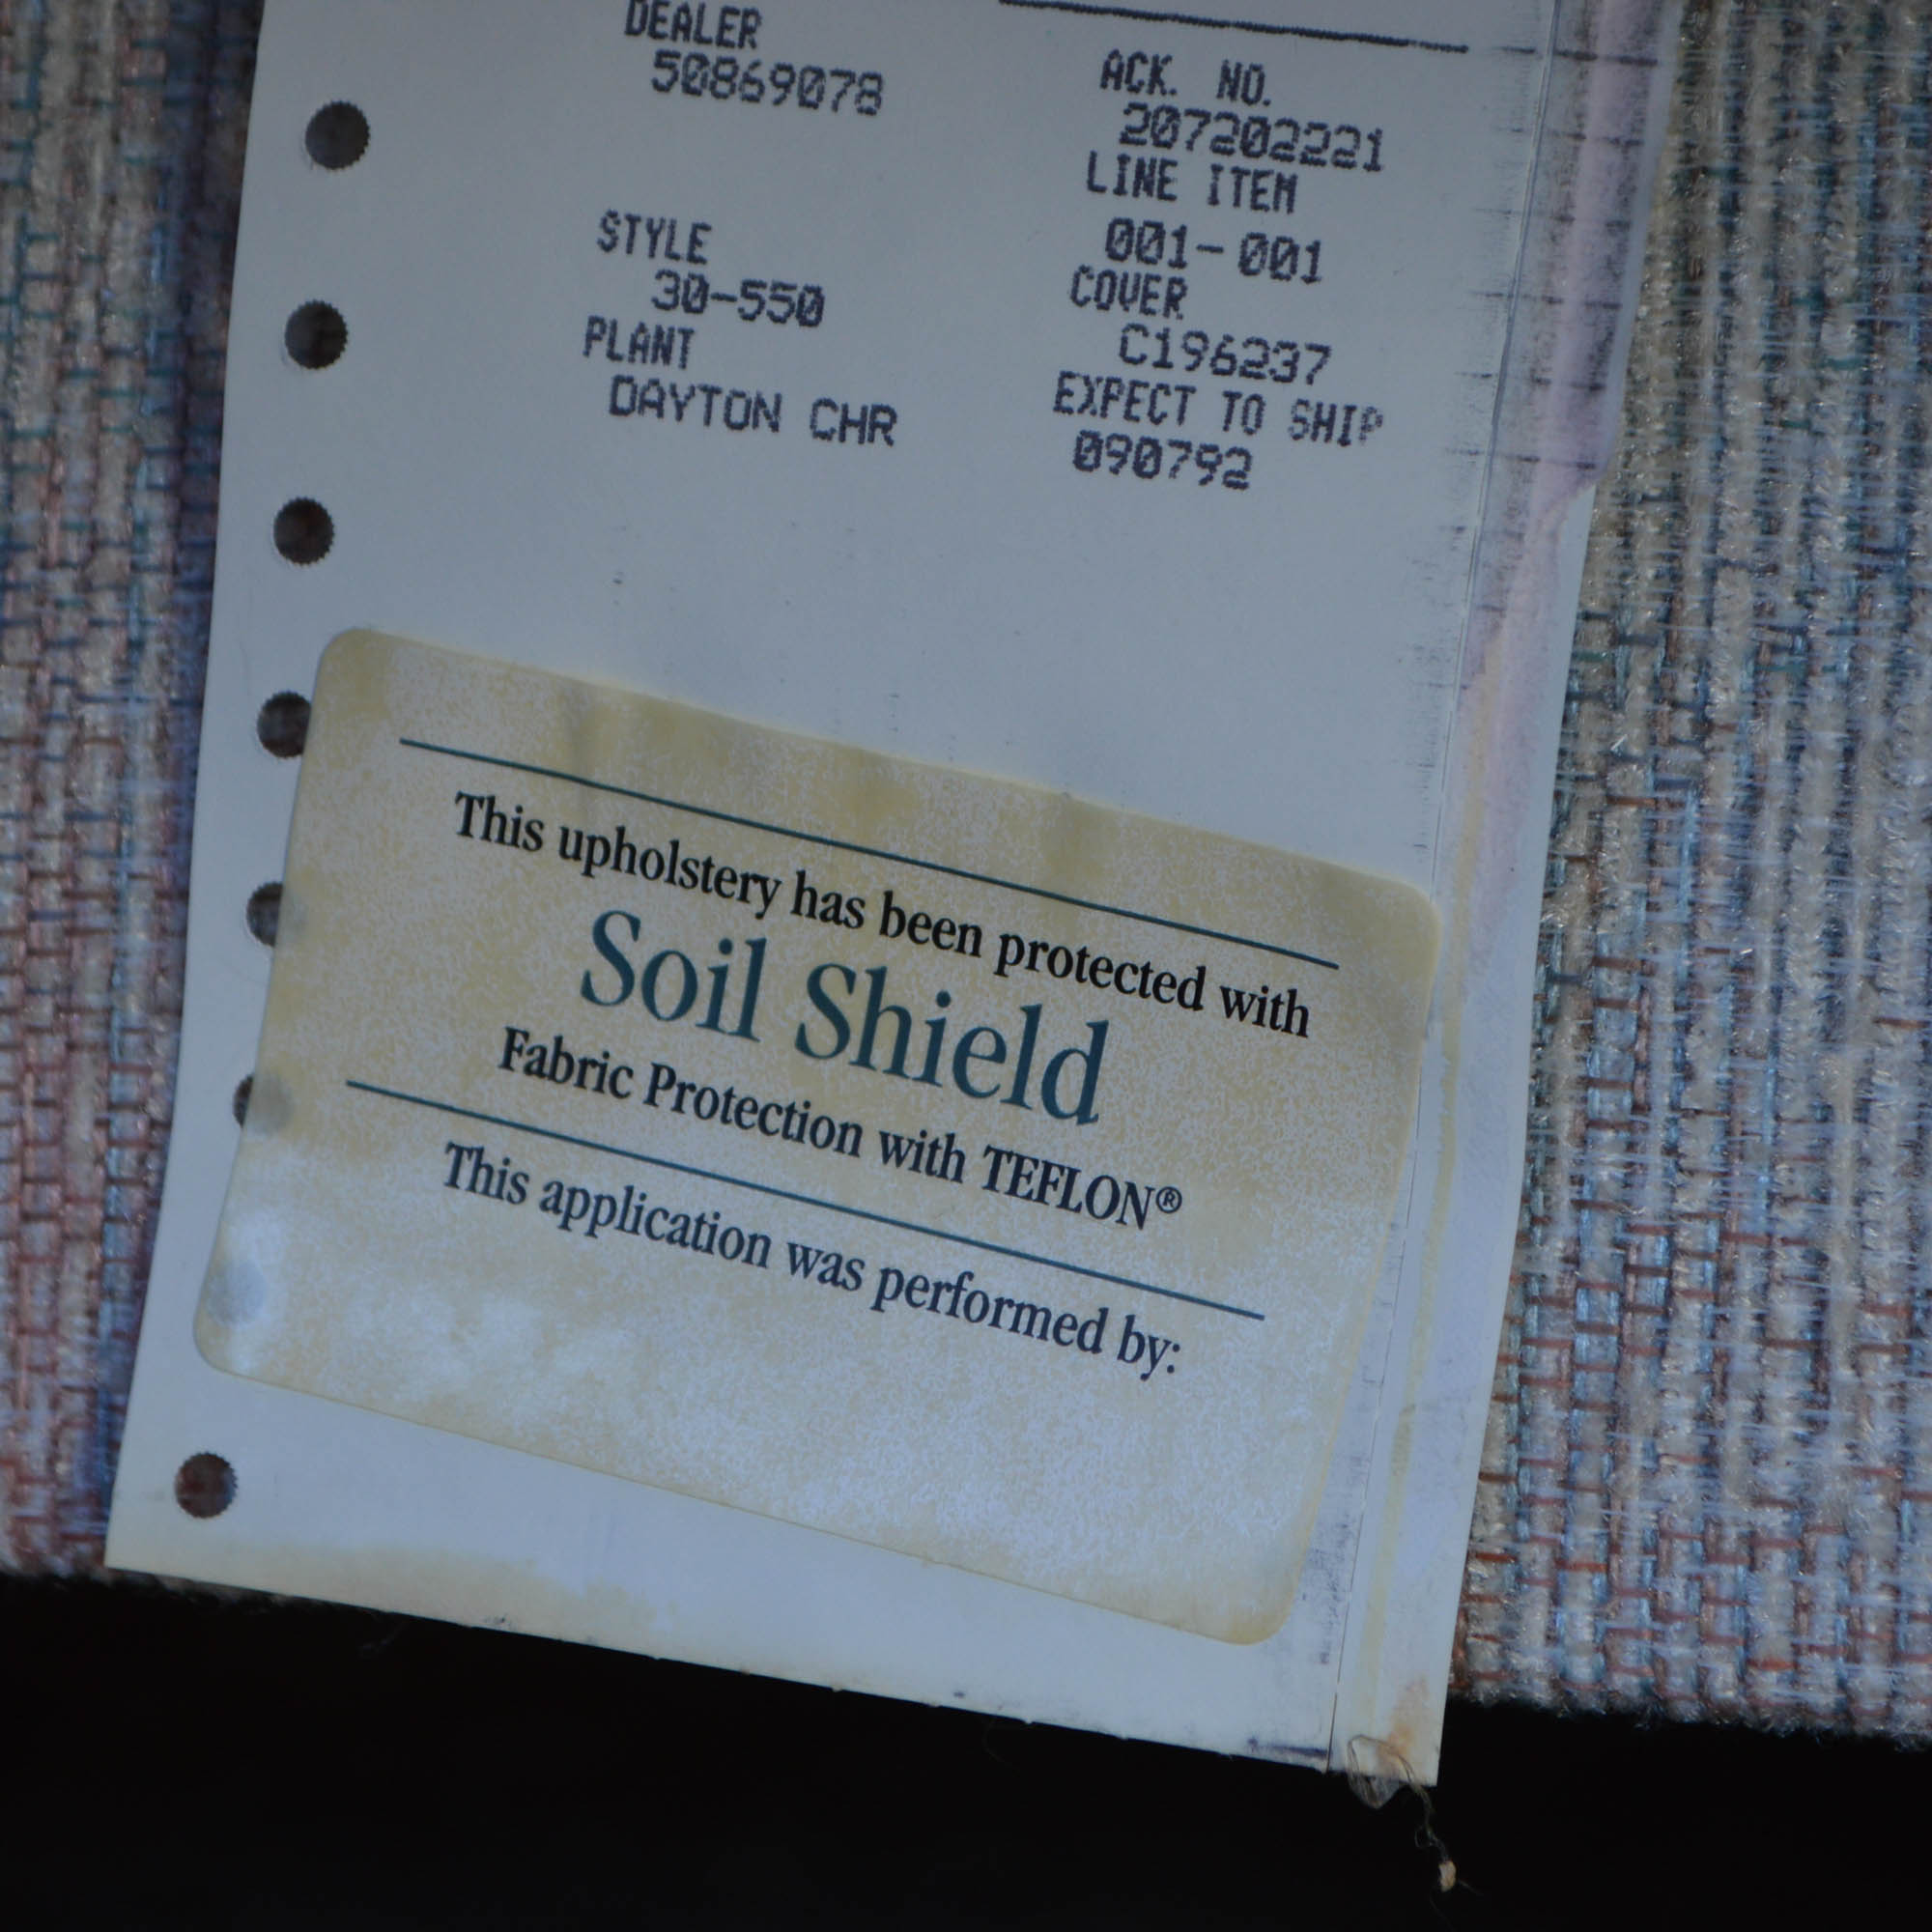 DEALER
50869078
ACK. NO.
207202221
LINE ITEM
001-001
STYLE
30-550
COVER
C196237
PLANT
DAYTON CHR
EXPECT TO SHIP
090792
This upholstery has been protected with
Soil Shield
Fabric Protection with TEFLON®
This application was performed by: